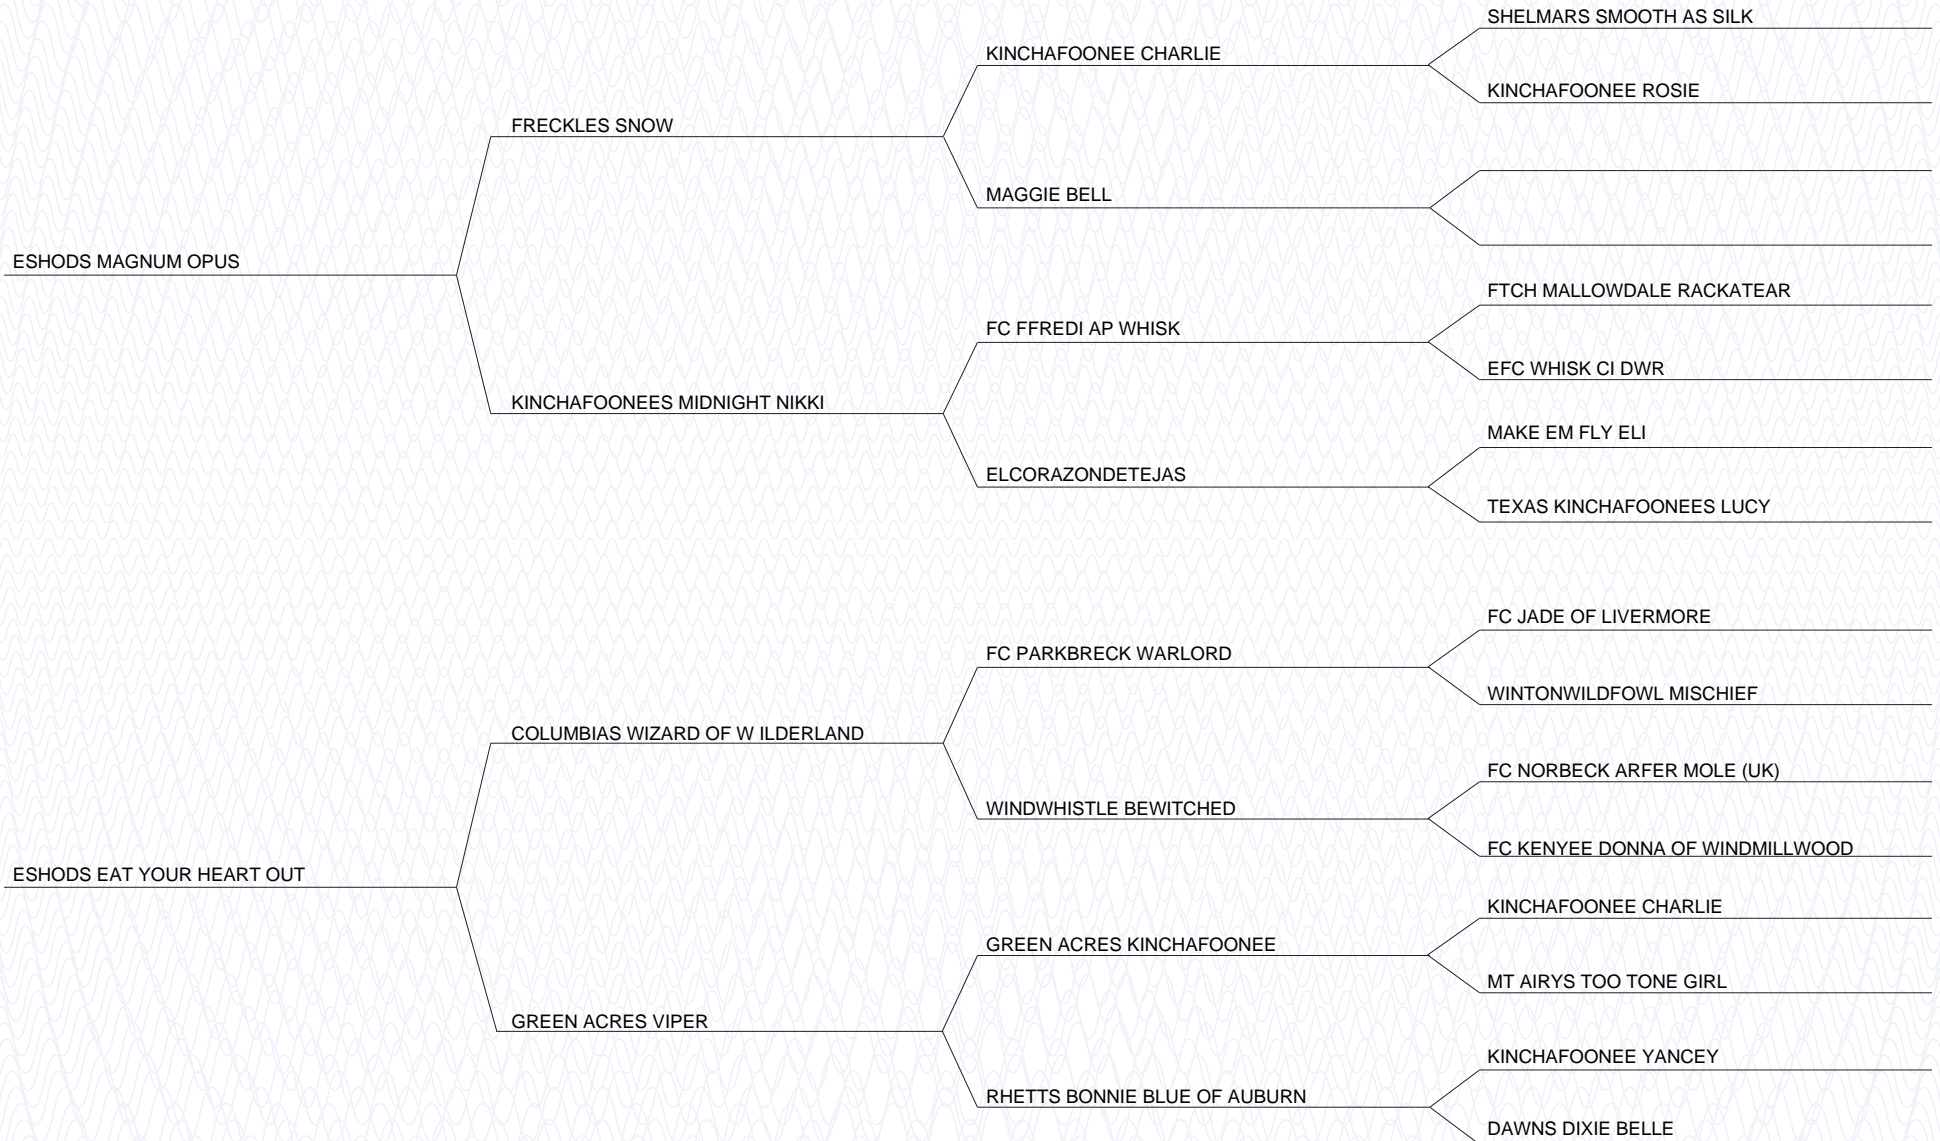 SHELMARS SMOOTH AS SILK
KINCHAFOONEE CHARLIE
KINCHAFOONEE ROSIE
FRECKLES SNOW
MAGGIE BELL
ESHODS MAGNUM OPUS
FTCH MALLOWDALE RACKATEAR
FC FFREDI AP WHISK
EFC WHISK CI DWR
KINCHAFOONEES MIDNIGHT NIKKI
MAKE EM FLY ELI
ELCORAZONDETEJAS
TEXAS KINCHAFOONEES LUCY
FC JADE OF LIVERMORE
FC PARKBRECK WARLORD
WINTONWILDFOWL MISCHIEF
COLUMBIAS WIZARD OF W ILDERLAND
FC NORBECK ARFER MOLE (UK)
WINDWHISTLE BEWITCHED
FC KENYEE DONNA OF WINDMILLWOOD
ESHODS EAT YOUR HEART OUT
KINCHAFOONEE CHARLIE
GREEN ACRES KINCHAFOONEE
MT AIRYS TOO TONE GIRL
GREEN ACRES VIPER
KINCHAFOONEE YANCEY
RHETTS BONNIE BLUE OF AUBURN
DAWNS DIXIE BELLE